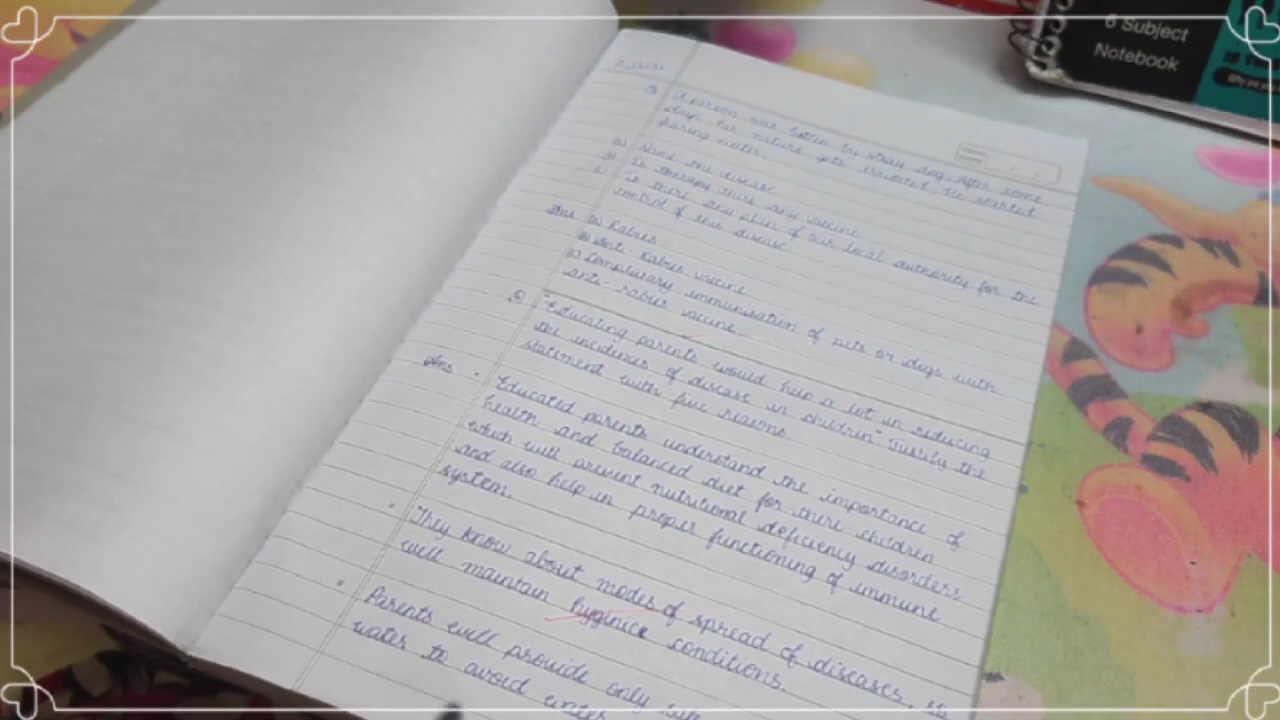 6 Subject
Notebook
Q. A person was bitten by stray dog. After some
days his nature gets irritated. He started
fearing water.
a) Name the disease
b) Is therapy there any vaccine
c) Is there any plan of our local authority for the
control of this disease
Ans a) Rabies
b) Anti-Rabies vaccine
c) Complusary immunisation of pets or dogs with
anti-rabies vaccine.
Q "Educating parents would help a lot in reducing
the incidences of disease in children". Justify the
statement with five reasons.
Ans • Educated parents understand the importance of
health and balanced diet for there children
which will prevent nutritional deficiency disorders
and also help in proper functioning of immune
system.
• They know about modes of spread of diseases, so
will maintain hyginice conditions.
• Parents will provide only safe
water to avoid water